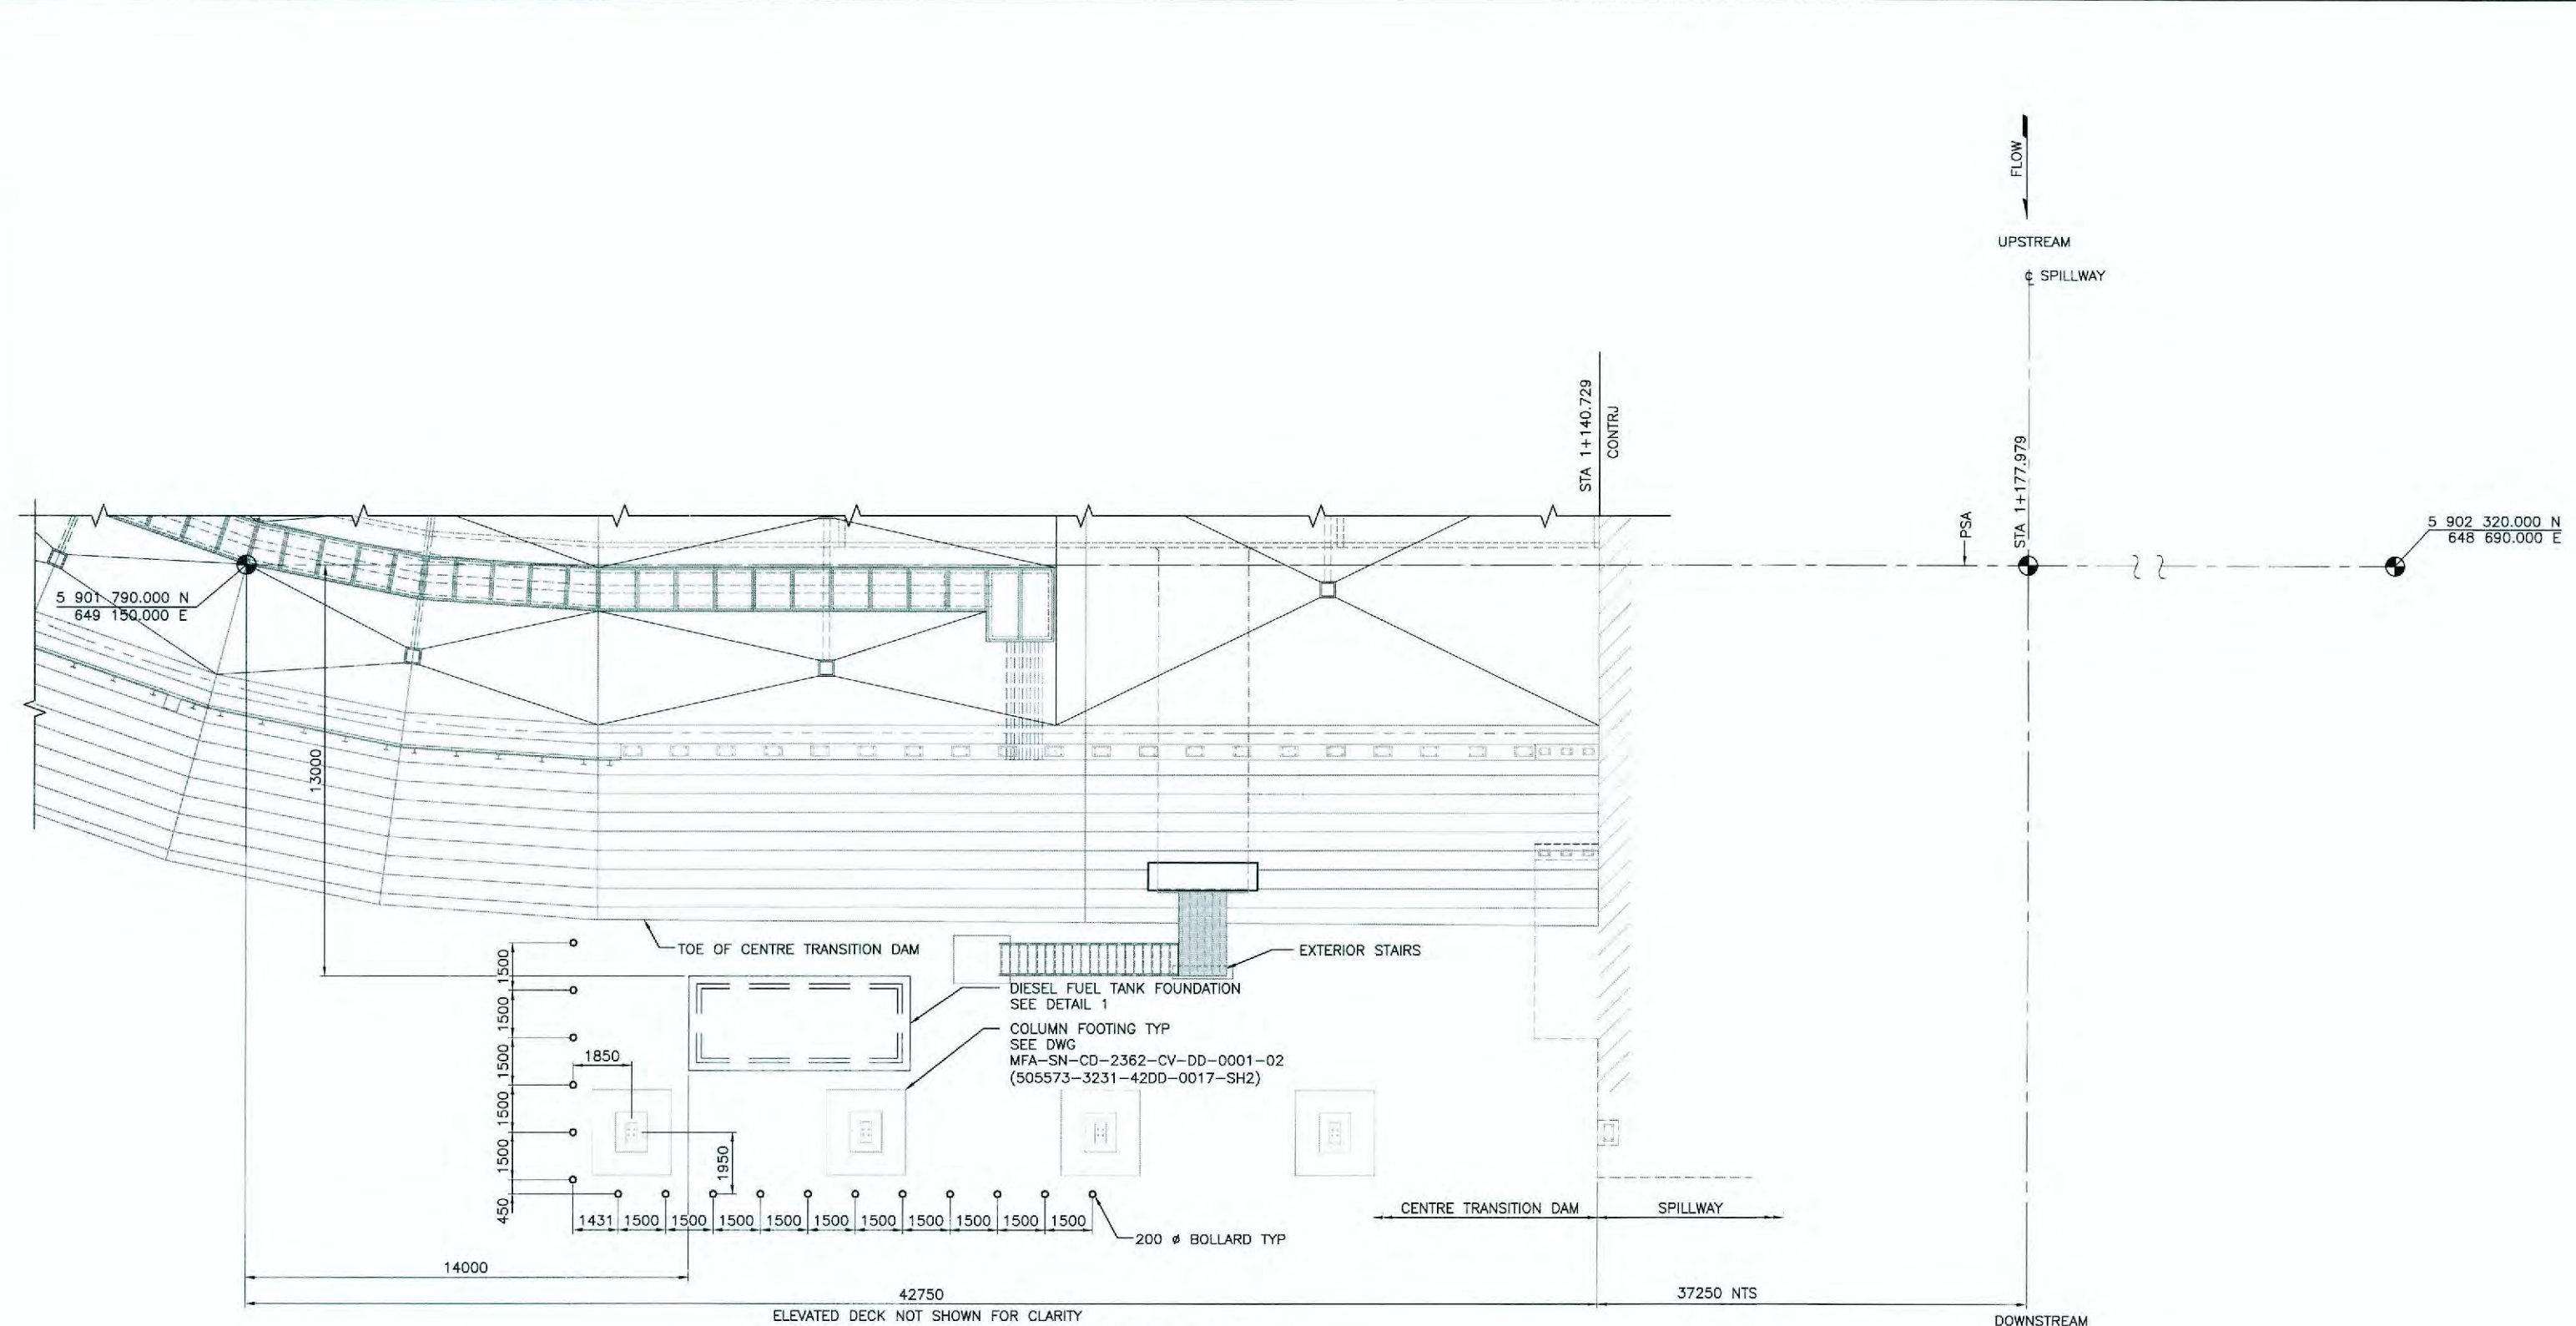 FLOW
UPSTREAM
℄ SPILLWAY
STA 1+140.729
CONTRJ
PSA
STA 1+177.979
5 902 320.000 N
648 690.000 E
5 901 790.000 N
649 150.000 E
13000
TOE OF CENTRE TRANSITION DAM
EXTERIOR STAIRS
DIESEL FUEL TANK FOUNDATION
SEE DETAIL 1
COLUMN FOOTING TYP
SEE DWG
MFA-SN-CD-2362-CV-DD-0001-02
(505573-3231-42DD-0017-SH2)
1500
1500
1500
1500
1500
450
1850
1950
1431 1500 1500 1500 1500 1500 1500 1500 1500 1500 1500
200 ø BOLLARD TYP
CENTRE TRANSITION DAM
SPILLWAY
14000
42750
37250 NTS
ELEVATED DECK NOT SHOWN FOR CLARITY
DOWNSTREAM